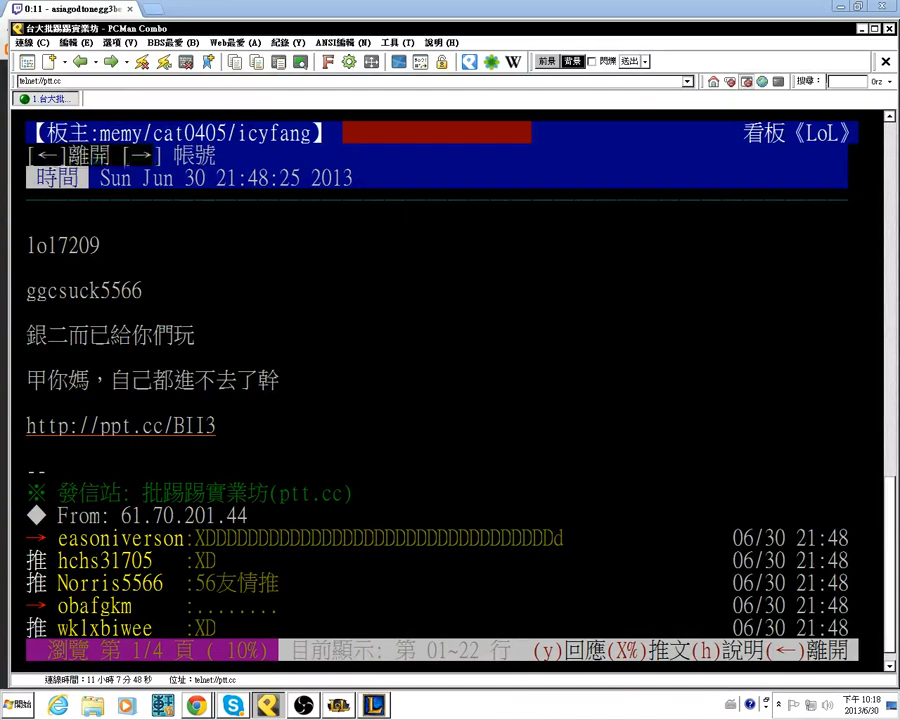 0:11 - asiagodtonegg3be
台大批踢踢實業坊 - PCMan Combo
連線 (C) 編輯 (E) 選項 (V) BBS最愛 (B) Web最愛 (A) 紀錄 (Y) ANSI編輯 (N) 工具 (T) 說明 (H)
前景 背景 閃爍 送出
telnet://ptt.cc
搜尋： Orz
1.台大批...
【板主:memy/cat0405/icyfang】 看板《LoL》
[←]離開 [→] 帳號
時間 Sun Jun 30 21:48:25 2013
lol7209
ggcsuck5566
銀二而已給你們玩
甲你媽，自己都進不去了幹
http://ppt.cc/BII3
--
※ 發信站: 批踢踢實業坊(ptt.cc)
◆ From: 61.70.201.44
→ easoniverson:XDDDDDDDDDDDDDDDDDDDDDDDDDDDDDDDDDDd 06/30 21:48
推 hchs31705 :XD 06/30 21:48
推 Norris5566 :56友情推 06/30 21:48
→ obafgkm :........ 06/30 21:48
推 wklxbiwee :XD 06/30 21:48
瀏覽 第 1/4 頁 ( 10%) 目前顯示: 第 01~22 行 (y)回應(X%)推文(h)說明(←)離開
連線時間：11 小時 7 分 48 秒 位址：telnet://ptt.cc
開始
下午 10:18
2013/6/30